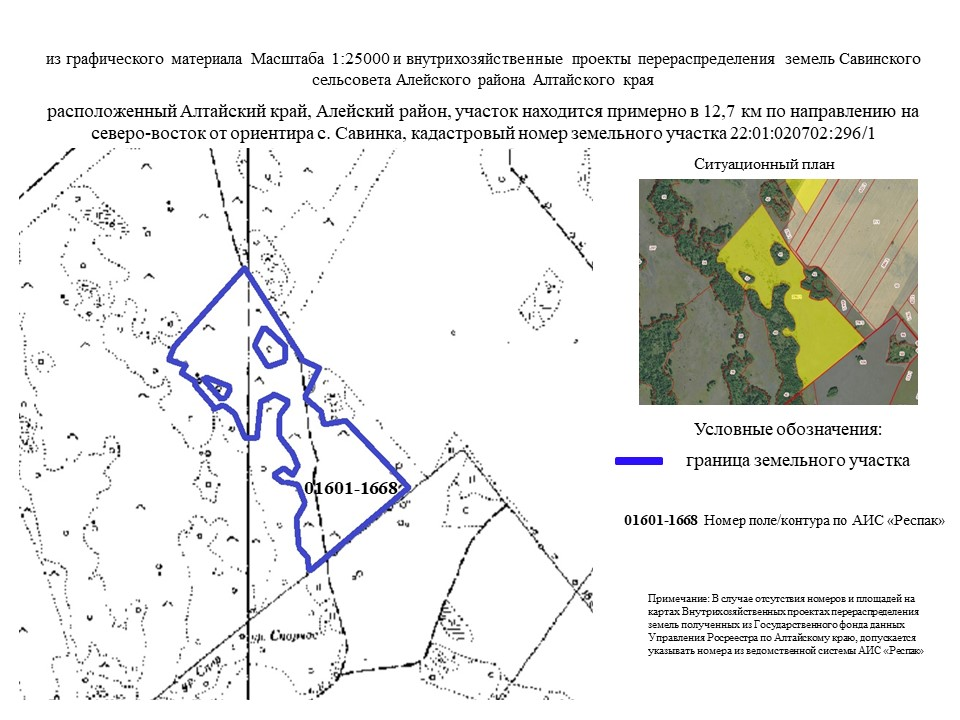 из графического материала Масштаба 1:25000 и внутрихозяйственные проекты перераспределения земель Савинского
сельсовета Алейского района Алтайского края
расположенный Алтайский край, Алейский район, участок находится примерно в 12,7 км по направлению на
северо-восток от ориентира с. Савинка, кадастровый номер земельного участка 22:01:020702:296/1
Ситуационный план
Условные обозначения:
граница земельного участка
01601-1668
01601-1668 Номер поле/контура по АИС «Респак»
Примечание: В случае отсутствия номеров и площадей на
картах Внутрихозяйственных проектах перераспределения
земель полученных из Государственного фонда данных
Управления Росреестра по Алтайскому краю, допускается
указывать номера из ведомственной системы АИС «Респак»
ур.
ур.